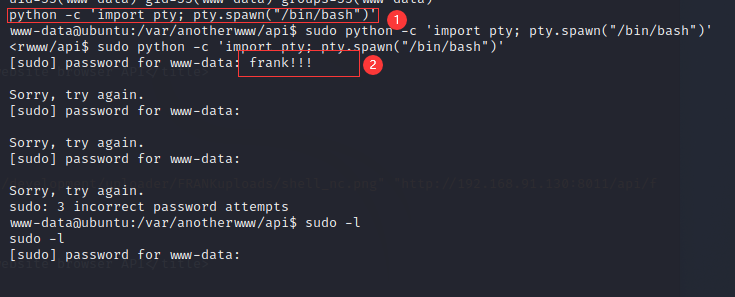 uid=33(www-data) gid=33(www-data) groups=33(www-data)
python -c 'import pty; pty.spawn("/bin/bash")' 1
www-data@ubuntu:/var/anotherwww/api$ sudo python -c 'import pty; pty.spawn("/bin/bash")'
<rwww/api$ sudo python -c 'import pty; pty.spawn("/bin/bash")'
[sudo] password for www-data: frank!!! 2
Sorry, try again.
[sudo] password for www-data:
Sorry, try again.
[sudo] password for www-data:
Sorry, try again.
sudo: 3 incorrect password attempts
www-data@ubuntu:/var/anotherwww/api$ sudo -l
sudo -l
[sudo] password for www-data: